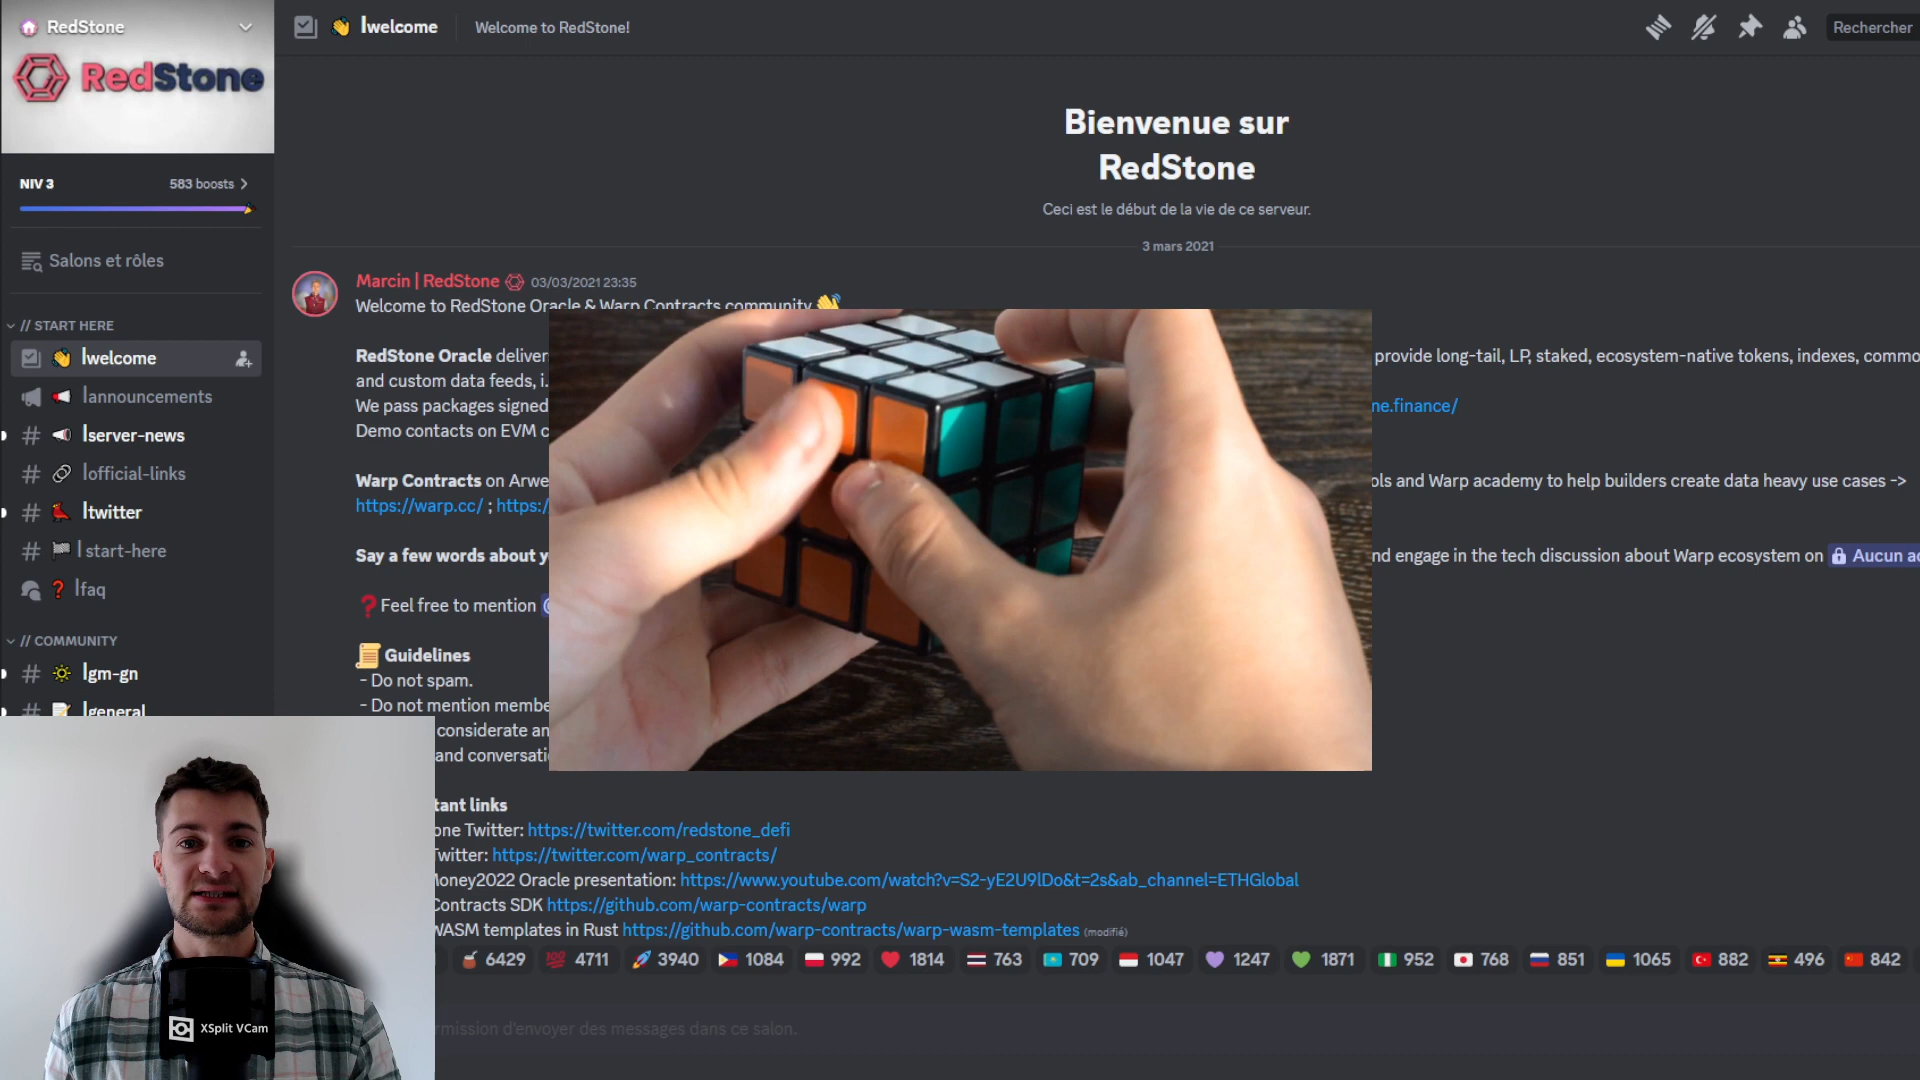 RedStone
RedStone
NIV 3
583 boosts
Salons et rôles
// START HERE
welcome
announcements
server-news
official-links
twitter
start-here
faq
// COMMUNITY
gm-gn
general
welcome
Welcome to RedStone!
Rechercher
Bienvenue sur
RedStone
Ceci est le début de la vie de ce serveur.
3 mars 2021
Marcin | RedStone 03/03/2021 23:35
Welcome to RedStone Oracle & Warp Contracts community
RedStone Oracle deliver provide long-tail, LP, staked, ecosystem-native tokens, indexes, commo
and custom data feeds, i.
We pass packages signed ne.finance/
Demo contacts on EVM c
Warp Contracts on Arwe ols and Warp academy to help builders create data heavy use cases ->
https://warp.cc/ ; https:/
Say a few words about y nd engage in the tech discussion about Warp ecosystem on Aucun ac
Feel free to mention
Guidelines
- Do not spam.
- Do not mention membe
considerate an
and conversati
tant links
one Twitter: https://twitter.com/redstone_defi
Twitter: https://twitter.com/warp_contracts/
Money2022 Oracle presentation: https://www.youtube.com/watch?v=S2-yE2U9lDo&t=2s&ab_channel=ETHGlobal
Contracts SDK https://github.com/warp-contracts/warp
WASM templates in Rust https://github.com/warp-contracts/warp-wasm-templates (modifié)
6429 4711 3940 1084 992 1814 763 709 1047 1247 1871 952 768 851 1065 882 496 842
rmission d'envoyer des messages dans ce salon.
XSplit VCam